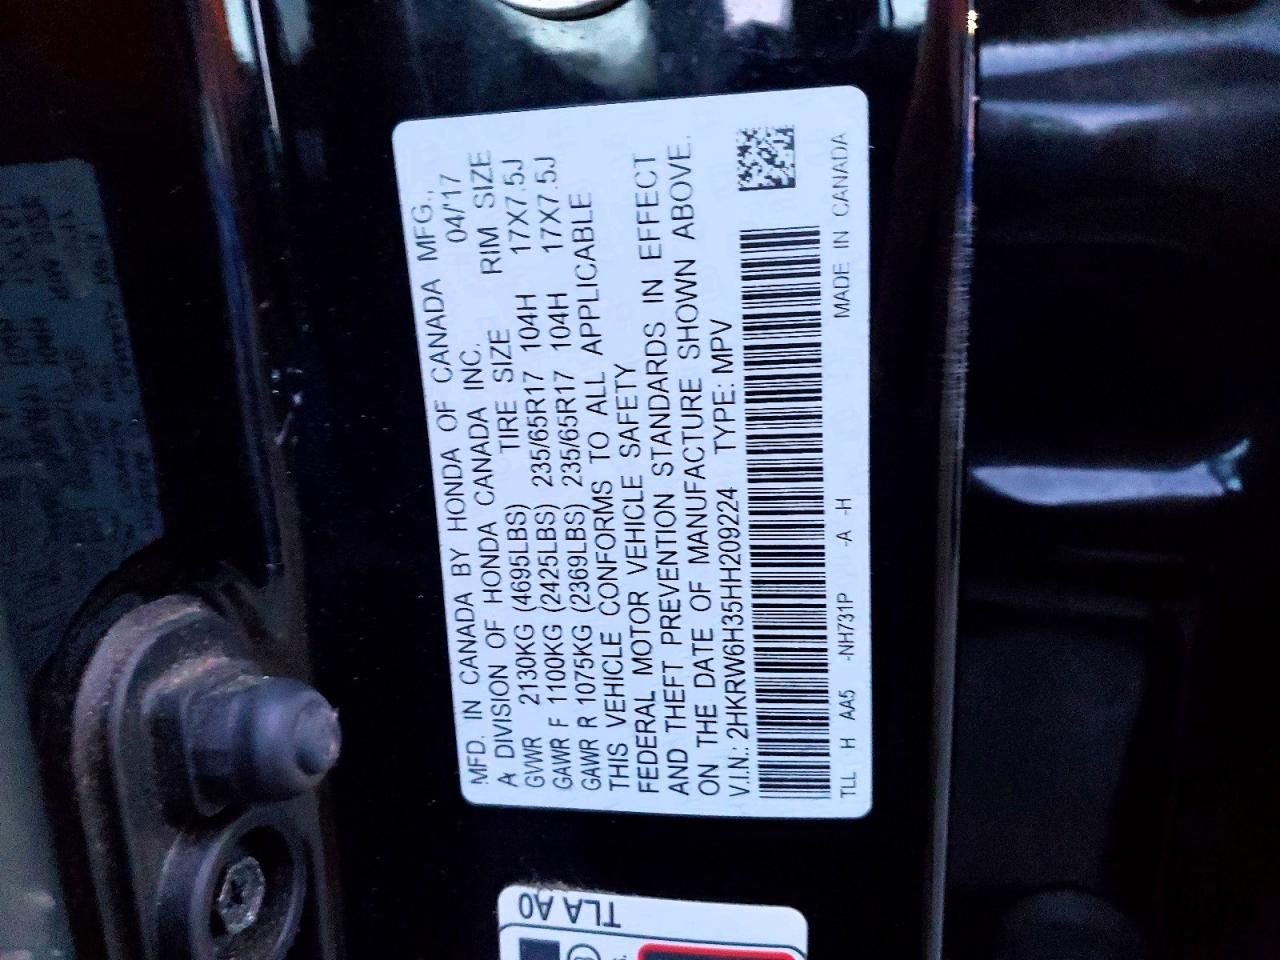 MFD. IN CANADA BY HONDA OF CANADA MFG.,
A DIVISION OF HONDA CANADA INC. 04/'17
GVWR 2130KG (4695LBS) TIRE SIZE RIM SIZE
GAWR F 1100KG (2425LBS) 235/65R17 104H 17X7.5J
GAWR R 1075KG (2369LBS) 235/65R17 104H 17X7.5J
THIS VEHICLE CONFORMS TO ALL APPLICABLE
FEDERAL MOTOR VEHICLE SAFETY
AND THEFT PREVENTION STANDARDS IN EFFECT
ON THE DATE OF MANUFACTURE SHOWN ABOVE.
V.I.N.: 2HKRW6H35HH209224 TYPE: MPV
TLL H AA5 -NH731P -A -H MADE IN CANADA
TLA A0